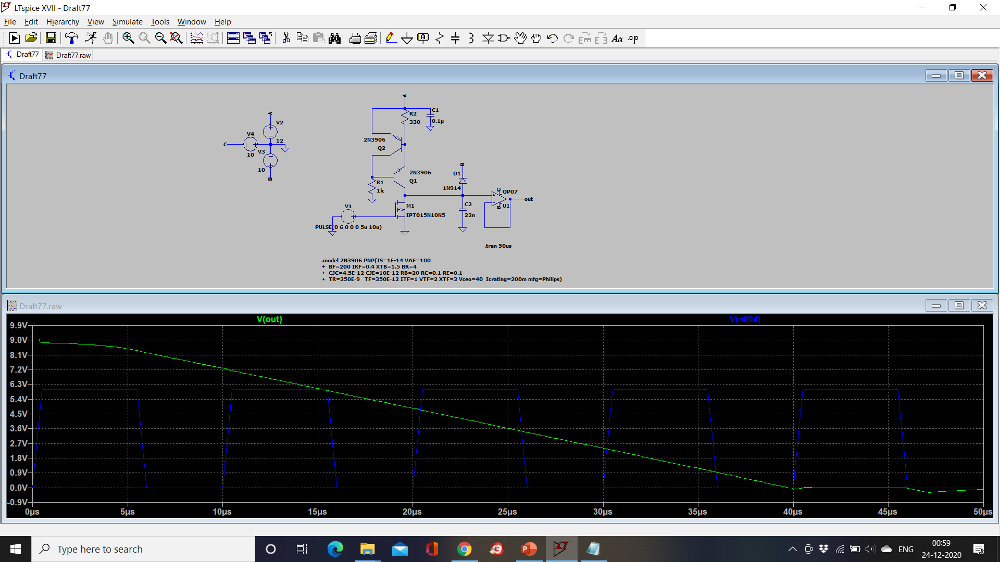 LTspice XVII - Draft77
File Edit Hierarchy View Simulate Tools Window Help
Draft77 Draft77.raw
Draft77
A
R2
330
C1
0.1µ
A
V2
12
V4
C
10
V3
10
B
2N3906
Q2
2N3906
Q1
R1
1k
B
D1
1N914
C
OP07
out
B
U1
C2
22n
M1
IPT015N10N5
V1
PULSE(0 6 0 0 0 5u 10u)
.tran 50us
.model 2N3906 PNP(IS=1E-14 VAF=100
+ BF=200 IKF=0.4 XTB=1.5 BR=4
+ CJC=4.5E-12 CJE=10E-12 RB=20 RC=0.1 RE=0.1
+ TR=250E-9 TF=350E-12 ITF=1 VTF=2 XTF=3 Vceo=40 Icrating=200m mfg=Philips)
Draft77.raw
V(out) V(n004)
9.9V
9.0V
8.1V
7.2V
6.3V
5.4V
4.5V
3.6V
2.7V
1.8V
0.9V
0.0V
-0.9V
0µs 5µs 10µs 15µs 20µs 25µs 30µs 35µs 40µs 45µs 50µs
Type here to search
ENG
00:59
24-12-2020